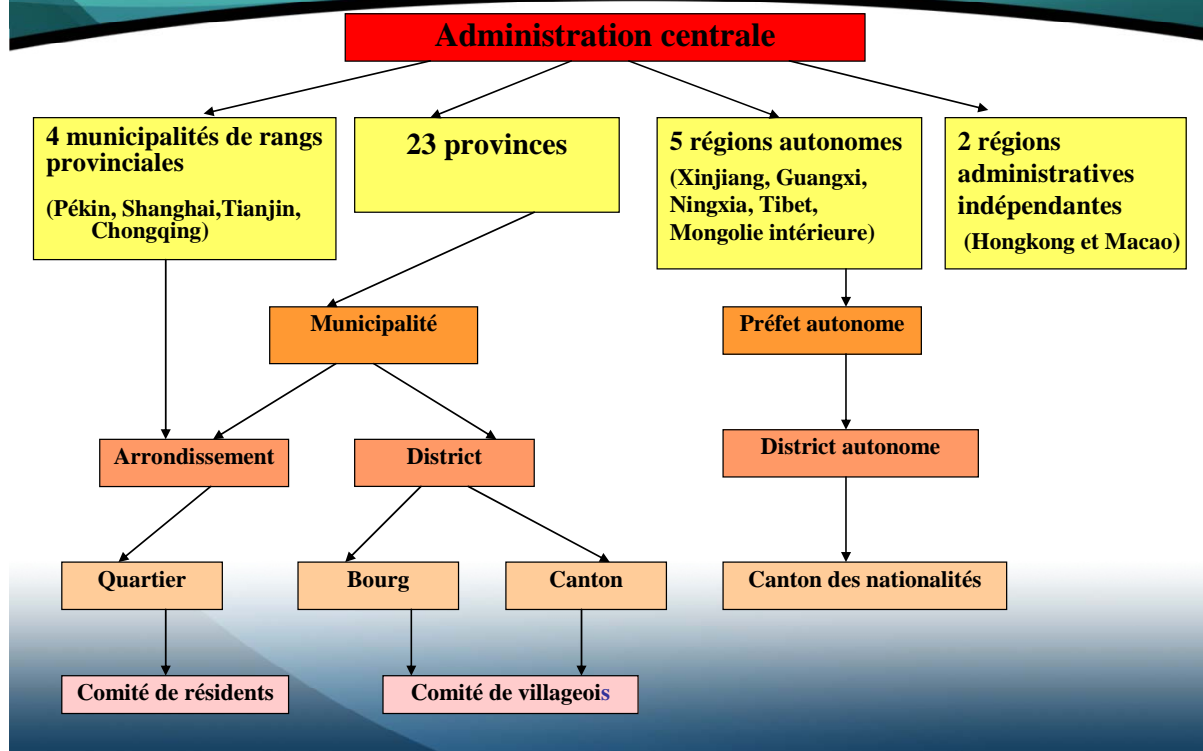 Administration centrale
4 municipalités de rangs
provinciales
(Pékin, Shanghai,Tianjin,
Chongqing)
23 provinces
5 régions autonomes
(Xinjiang, Guangxi,
Ningxia, Tibet,
Mongolie intérieure)
2 régions
administratives
indépendantes
(Hongkong et Macao)
Municipalité
Préfet autonome
Arrondissement
District
District autonome
Quartier
Bourg
Canton
Canton des nationalités
Comité de résidents
Comité de villageois